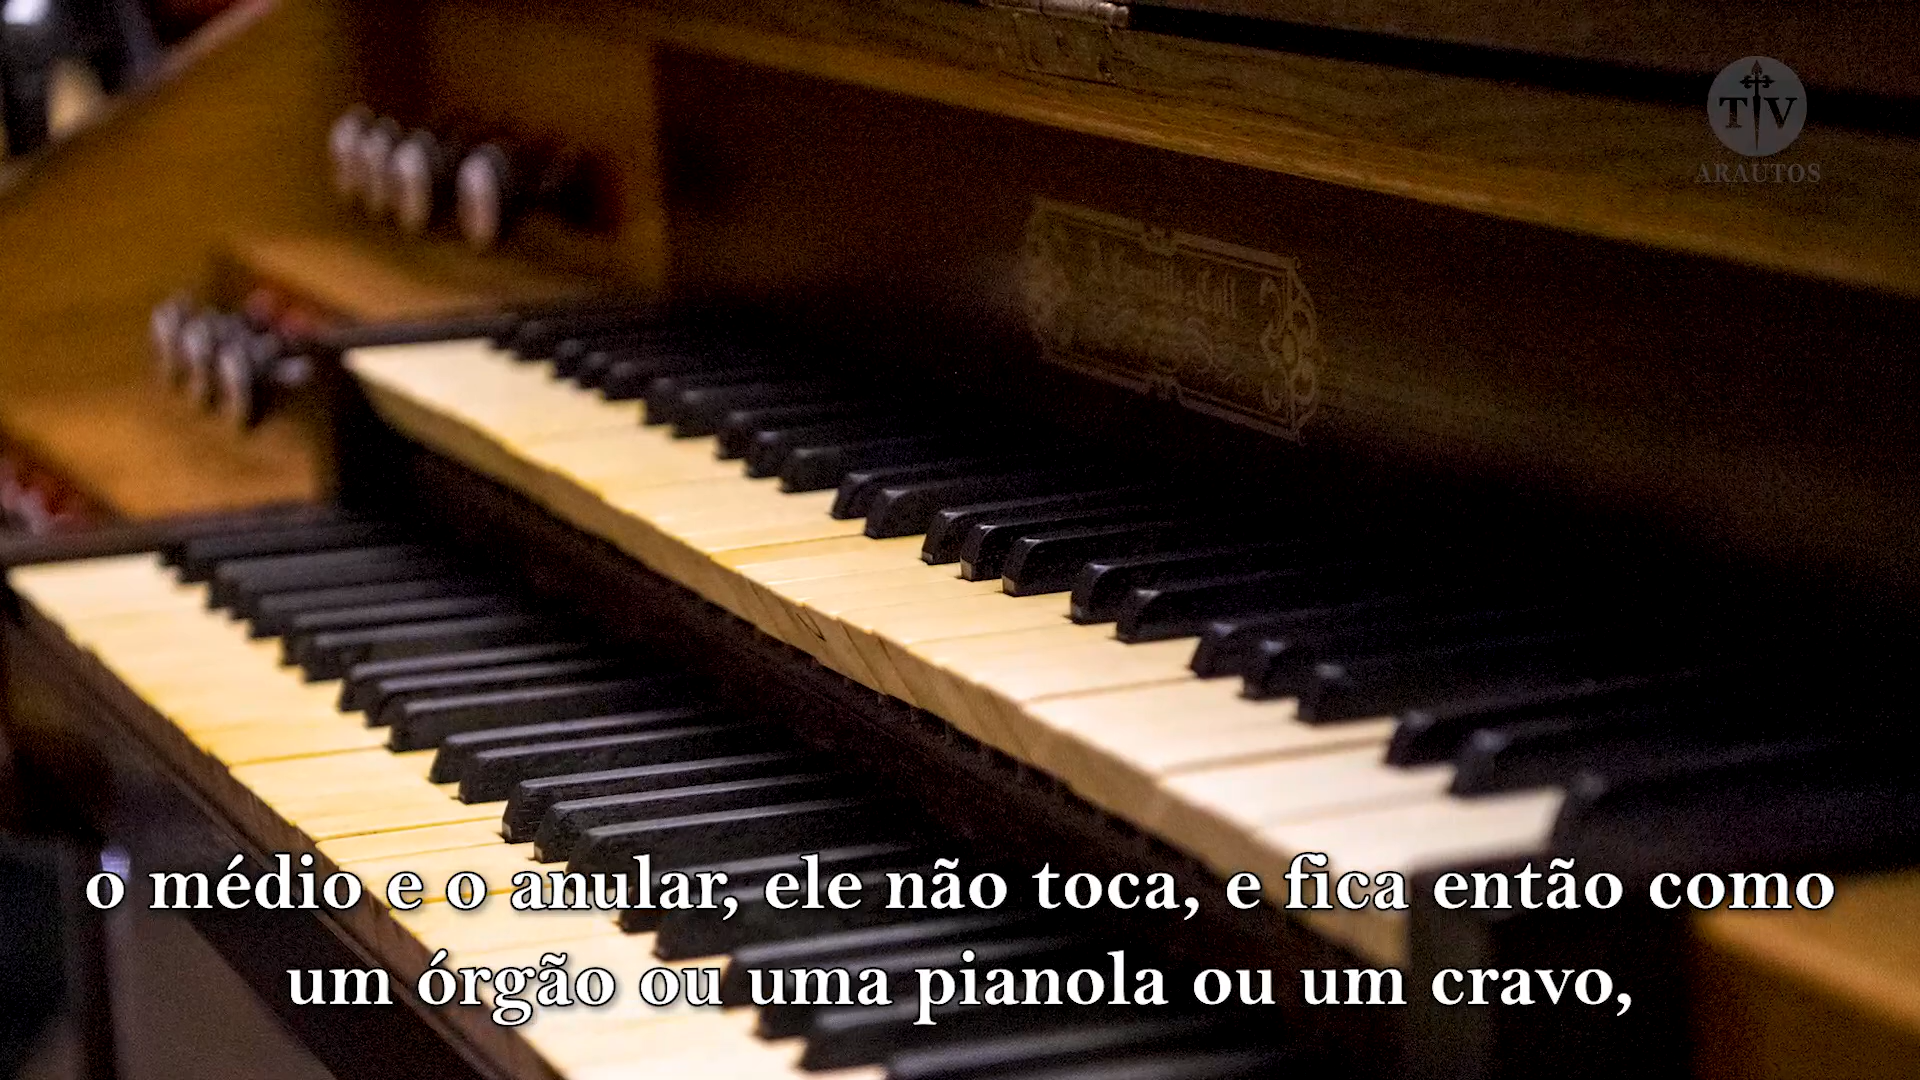 TV
ARAUTOS
o médio e o anular, ele não toca, e fica então como
um órgão ou uma pianola ou um cravo,